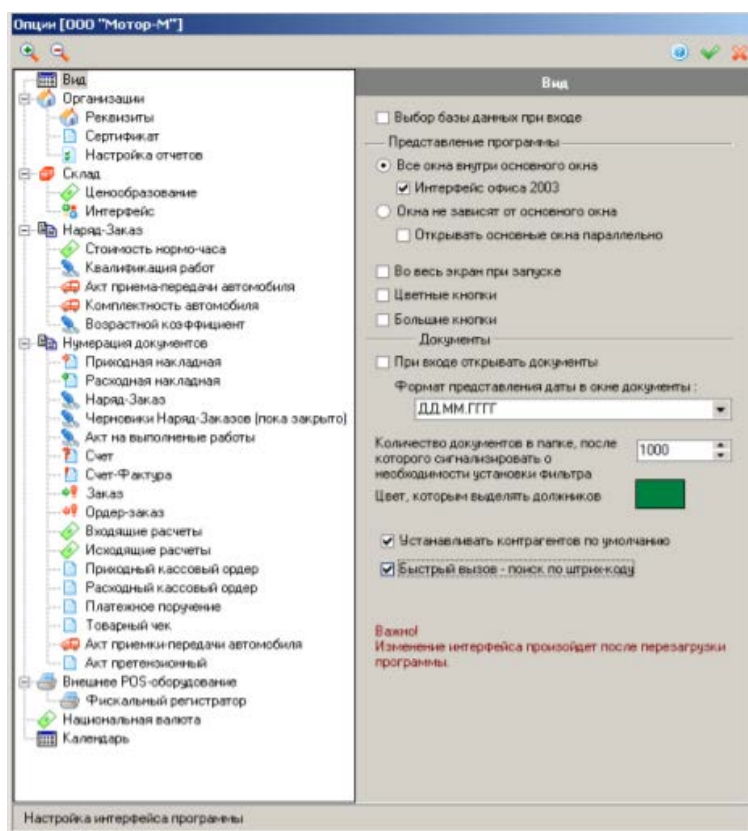 Опции [ООО "Мотор-М"]
Вид
Организации
Реквизиты
Сертификат
Настройка отчетов
Склад
Ценообразование
Интерфейс
Наряд-Заказ
Стоимость нормо-часа
Квалификация работ
Акт приема-передачи автомобиля
Комплектность автомобиля
Возрастной коэффициент
Нумерация документов
Приходная накладная
Расходная накладная
Наряд-Заказ
Черновики Наряд-Заказов (пока закрыто)
Акт на выполненые работы
Счет
Счет-Фактура
Заказ
Ордер-заказ
Входящие расчеты
Исходящие расчеты
Приходный кассовый ордер
Расходный кассовый ордер
Платежное поручение
Товарный чек
Акт приемки-передачи автомобиля
Акт претензионный
Внешнее POS-оборудование
Фискальный регистратор
Национальная валюта
Календарь
Вид
Выбор базы данных при входе
Представление программы
Все окна внутри основного окна
Интерфейс офиса 2003
Окна не зависят от основного окна
Открывать основные окна параллельно
Во весь экран при запуске
Цветные кнопки
Большие кнопки
Документы
При входе открывать документы
Формат представления даты в окне документы :
ДД.ММ.ГГГГ
Количество документов в папке, после
которого сигнализировать о
необходимости установки фильтра
1000
Цвет, которым выделять должников
Устанавливать контрагентов по умолчанию
Быстрый вызов - поиск по штрих-коду
Важно!
Изменение интерфейса произойдет после перезагрузки
программы.
Настройка интерфейса программы